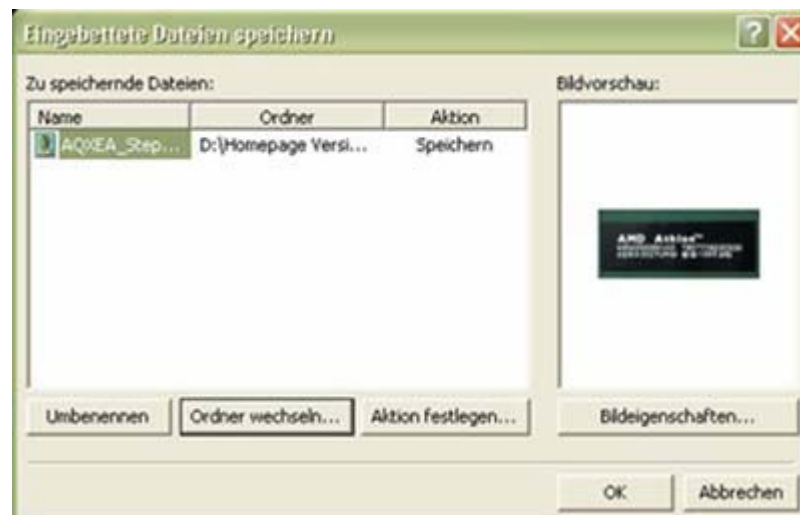 Eingebettete Dateien speichern
Zu speichernde Dateien:
Bildvorschau:
Name Ordner Aktion
AQXEA_Step... D:\Homepage Versi... Speichern
AMD Athlon™
Umbenennen Ordner wechseln... Aktion festlegen... Bildeigenschaften...
OK Abbrechen